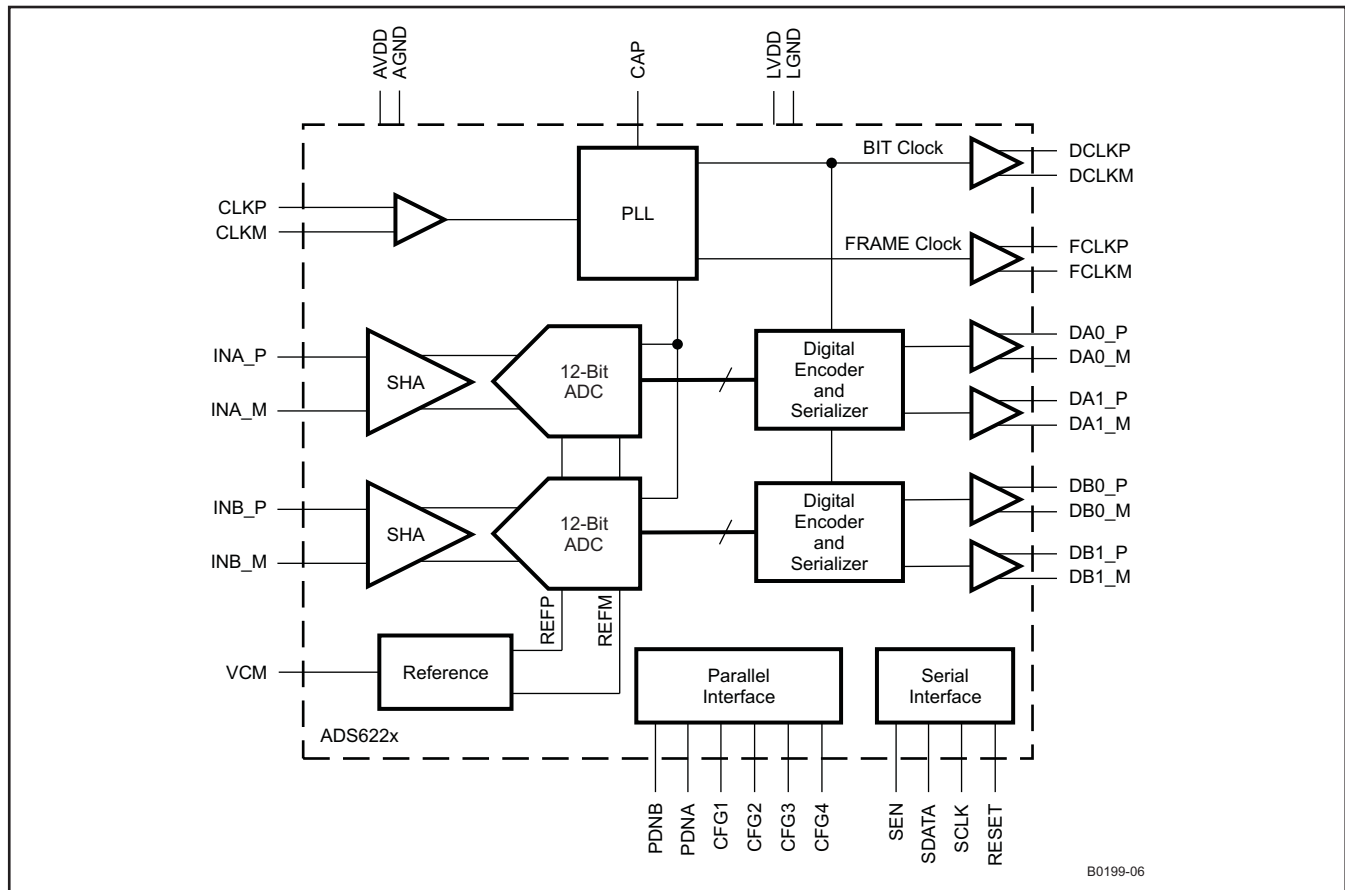 AVDD
AGND
CAP
LVDD
LGND
CLKP
CLKM
PLL
BIT Clock
DCLKP
DCLKM
FRAME Clock
FCLKP
FCLKM
INA_P
INA_M
SHA
12-Bit
ADC
Digital
Encoder
and
Serializer
DA0_P
DA0_M
DA1_P
DA1_M
INB_P
INB_M
SHA
12-Bit
ADC
Digital
Encoder
and
Serializer
DB0_P
DB0_M
DB1_P
DB1_M
REFP
REFM
VCM
Reference
Parallel
Interface
Serial
Interface
ADS622x
PDNB
PDNA
CFG1
CFG2
CFG3
CFG4
SEN
SDATA
SCLK
RESET
B0199-06